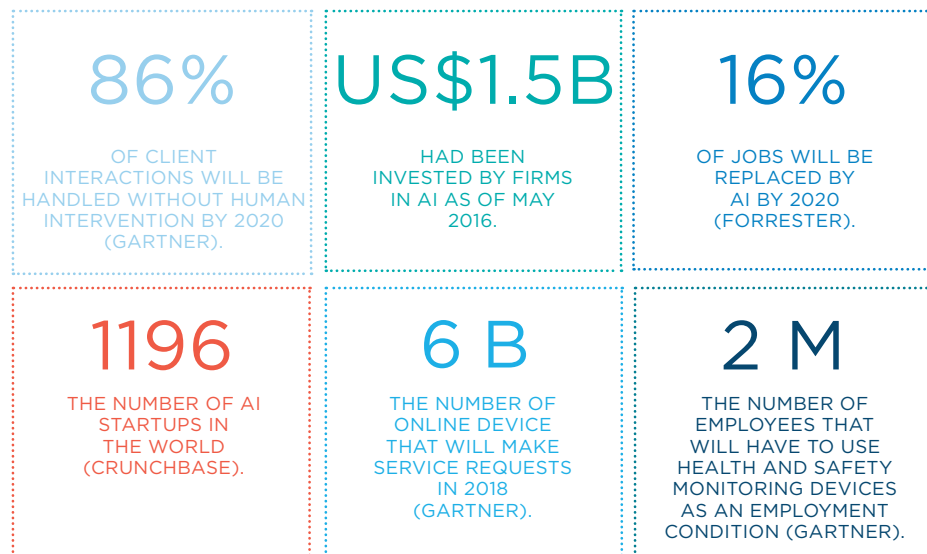 86%
OF CLIENT
INTERACTIONS WILL BE
HANDLED WITHOUT HUMAN
INTERVENTION BY 2020
(GARTNER).
US$1.5B
HAD BEEN
INVESTED BY FIRMS
IN AI AS OF MAY
2016.
16%
OF JOBS WILL BE
REPLACED BY
AI BY 2020
(FORRESTER).
1196
THE NUMBER OF AI
STARTUPS IN
THE WORLD
(CRUNCHBASE).
6 B
THE NUMBER OF
ONLINE DEVICE
THAT WILL MAKE
SERVICE REQUESTS
IN 2018
(GARTNER).
2 M
THE NUMBER OF
EMPLOYEES THAT
WILL HAVE TO USE
HEALTH AND SAFETY
MONITORING DEVICES
AS AN EMPLOYMENT
CONDITION (GARTNER).